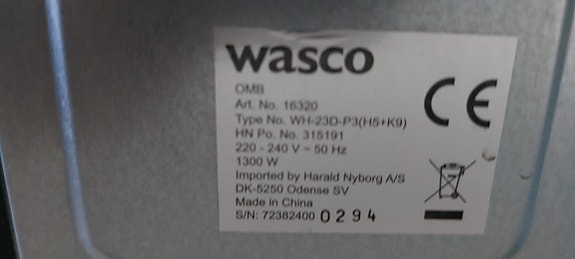 wasco
OMB
Art. No. 16320
Type No. WH-23D-P3(H5+K9)
HN Po. No. 315191
220 - 240 V ~ 50 Hz
1300 W
Imported by Harald Nyborg A/S
DK-5250 Odense SV
Made in China
S/N: 72382400 0294
CE